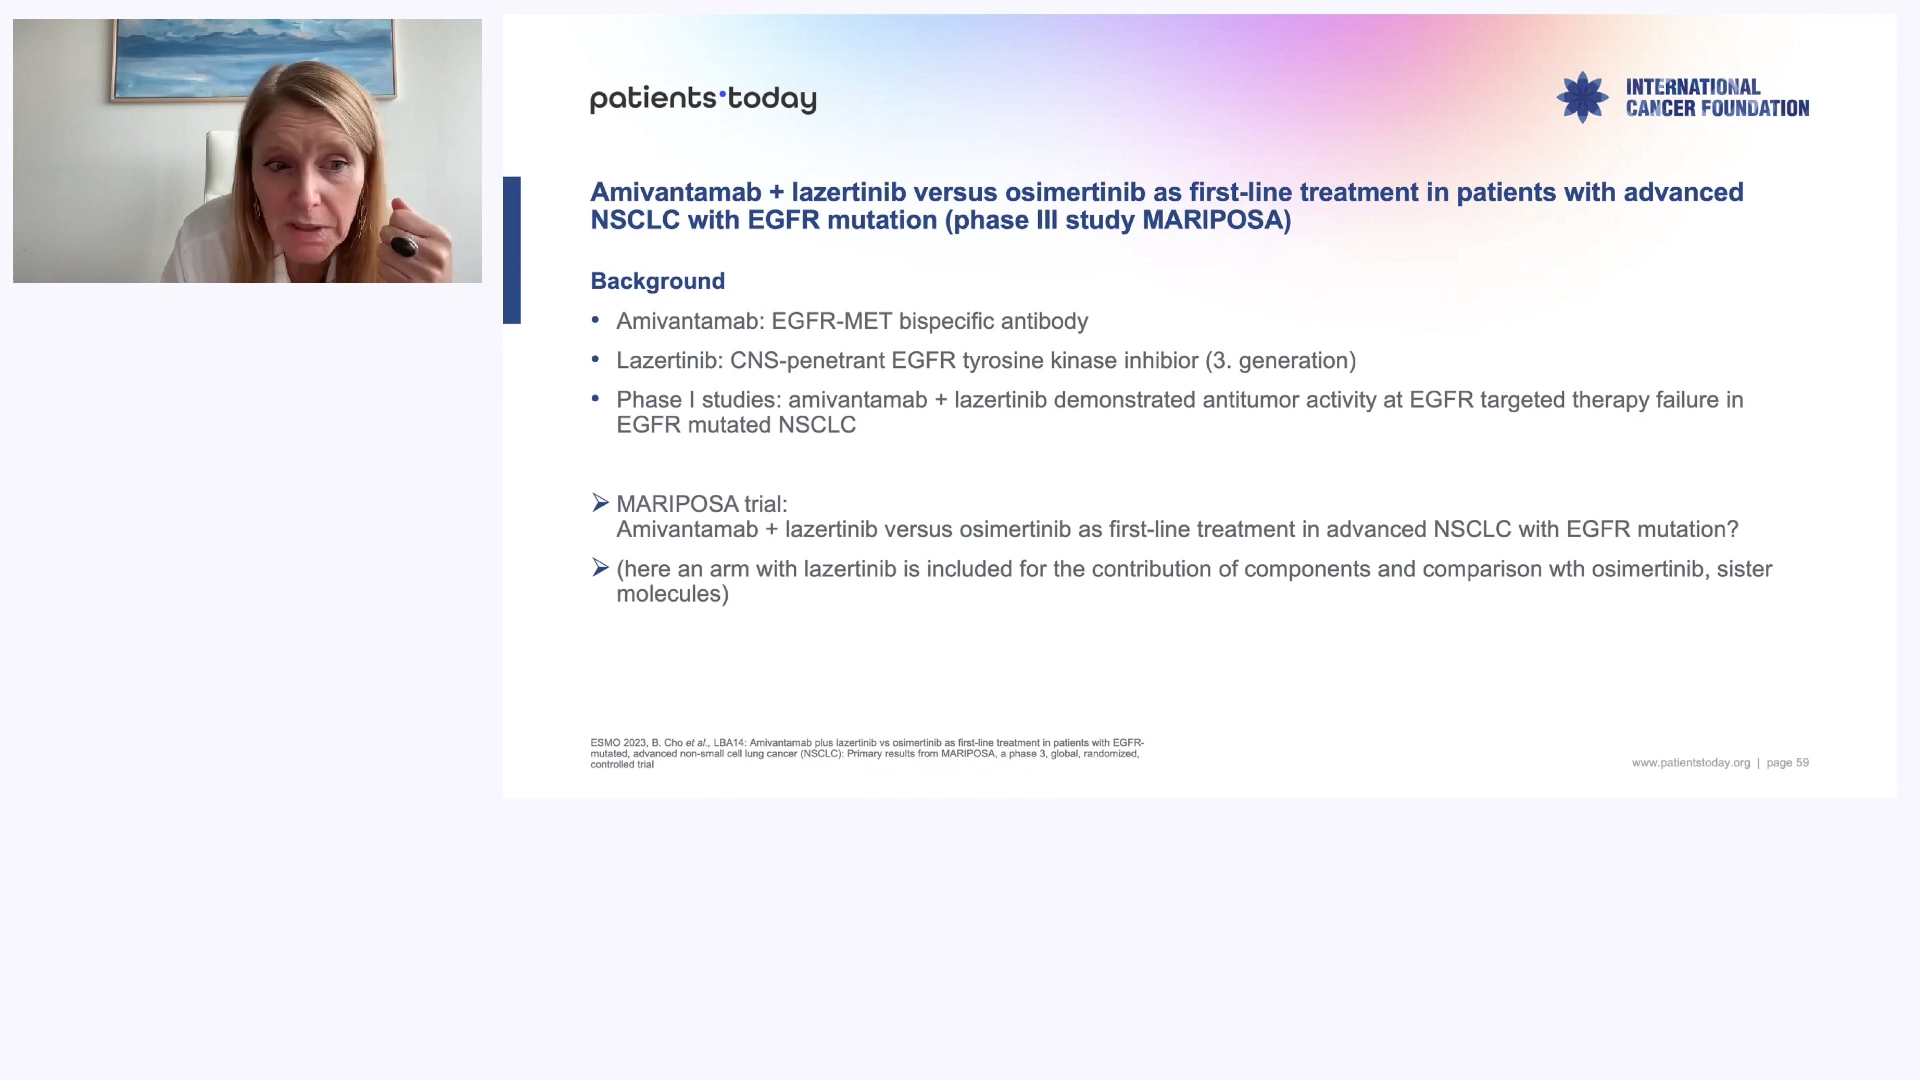 patients·today
INTERNATIONAL
CANCER FOUNDATION
Amivantamab + lazertinib versus osimertinib as first-line treatment in patients with advanced
NSCLC with EGFR mutation (phase III study MARIPOSA)
Background
• Amivantamab: EGFR-MET bispecific antibody
• Lazertinib: CNS-penetrant EGFR tyrosine kinase inhibior (3. generation)
• Phase I studies: amivantamab + lazertinib demonstrated antitumor activity at EGFR targeted therapy failure in
EGFR mutated NSCLC
➢ MARIPOSA trial:
Amivantamab + lazertinib versus osimertinib as first-line treatment in advanced NSCLC with EGFR mutation?
➢ (here an arm with lazertinib is included for the contribution of components and comparison wth osimertinib, sister
molecules)
ESMO 2023, B. Cho et al., LBA14: Amivantamab plus lazertinib vs osimertinib as first-line treatment in patients with EGFR-
mutated, advanced non-small cell lung cancer (NSCLC): Primary results from MARIPOSA, a phase 3, global, randomized,
controlled trial
www.patientstoday.org | page 59